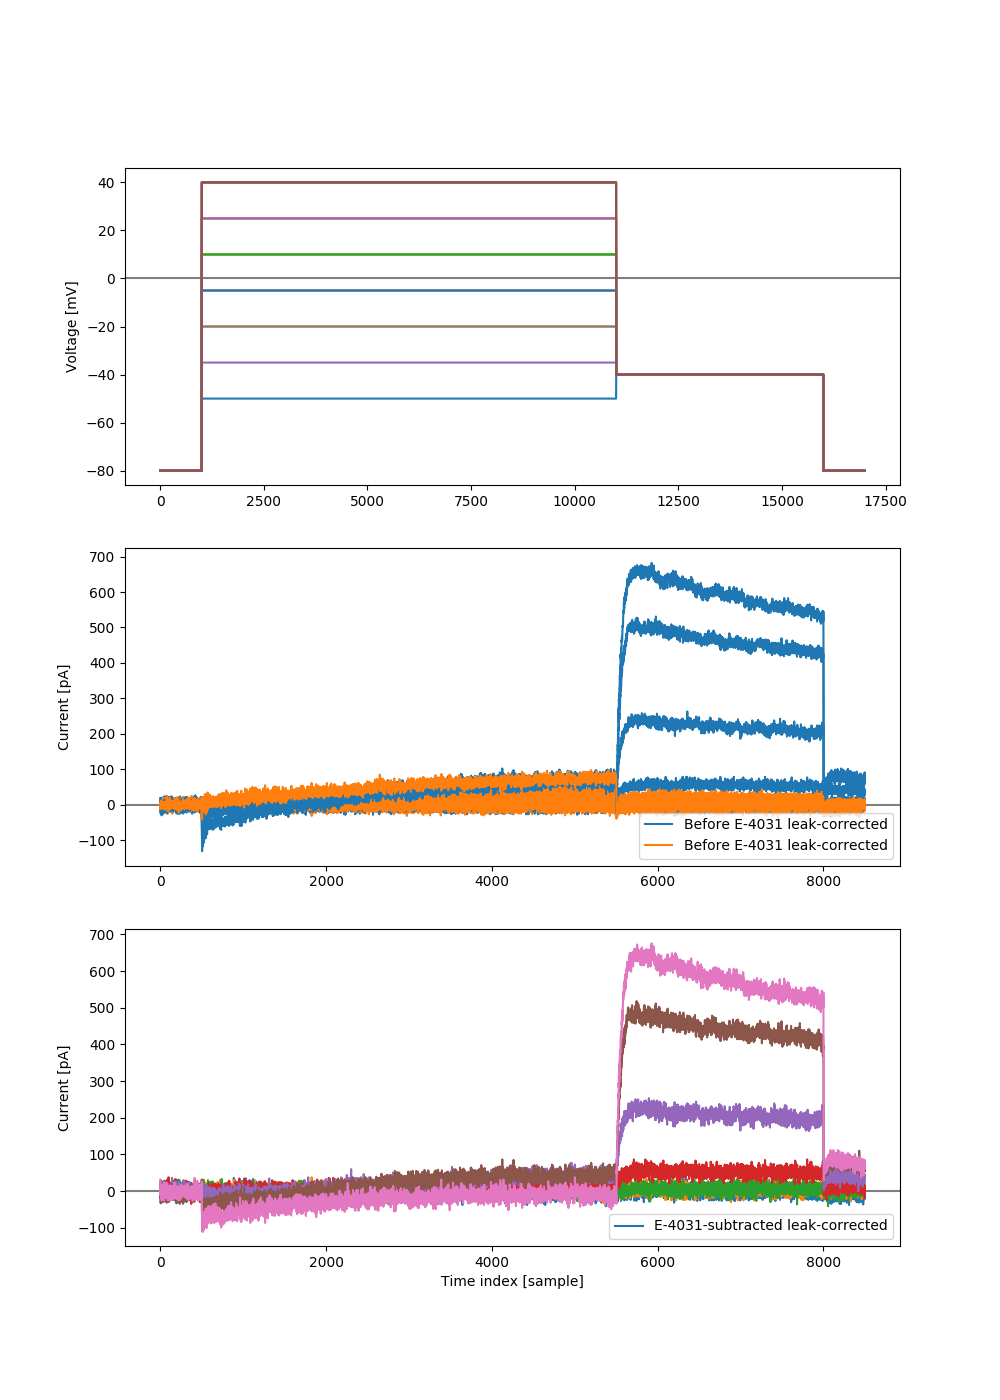 40
20
0
−20
−40
−60
−80
Voltage [mV]
0 2500 5000 7500 10000 12500 15000 17500
700
600
500
400
300
200
100
0
−100
Current [pA]
Before E-4031 leak-corrected
Before E-4031 leak-corrected
0 2000 4000 6000 8000
700
600
500
400
300
200
100
0
−100
Current [pA]
E-4031-subtracted leak-corrected
0 2000 4000 6000 8000
Time index [sample]